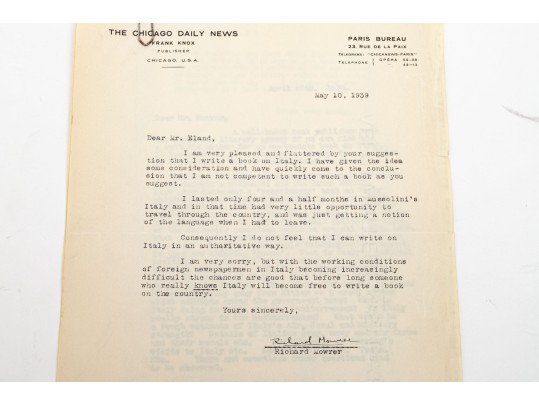 THE CHICAGO DAILY NEWS
FRANK KNOX
PUBLISHER
CHICAGO, U.S.A.
PARIS BUREAU
23, RUE DE LA PAIX
TELEGRAMS: "CHICNEWS-PARIS"
TELEPHONE OPERA
May 10, 1939
Dear Mr. Eland,
I am very pleased and flattered by your sugges-
tion that I write a book on Italy. I have given the idea
some consideration and have quickly come to the conclu-
sion that I am not competent to write such a book as you
suggest.
I lasted only four and a half months in Mussolini's
Italy and in that time had very little opportunity to
travel through the country, and was just getting a notion
of the language when I had to leave.
Consequently I do not feel that I can write on
Italy in an autharitative way.
I am very sorry, but with the working conditions
of foreign newspapermen in Italy becoming increasingly
difficult the chances are good that before long someone
who really knows Italy will become free to write a book
on the country.
Yours sincerely,
Richard Mowrer
Richard Mowrer